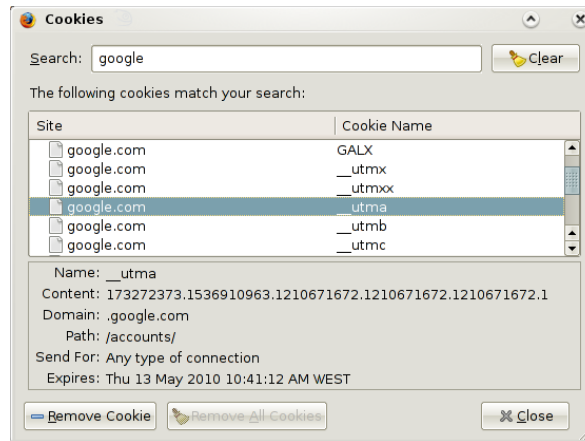 Cookies
Search: google Clear
The following cookies match your search:
Site Cookie Name
google.com GALX
google.com __utmx
google.com __utmxx
google.com __utma
google.com __utmb
google.com __utmc
Name: __utma
Content: 173272373.1536910963.1210671672.1210671672.1210671672.1
Domain: .google.com
Path: /accounts/
Send For: Any type of connection
Expires: Thu 13 May 2010 10:41:12 AM WEST
Remove Cookie Remove All Cookies Close